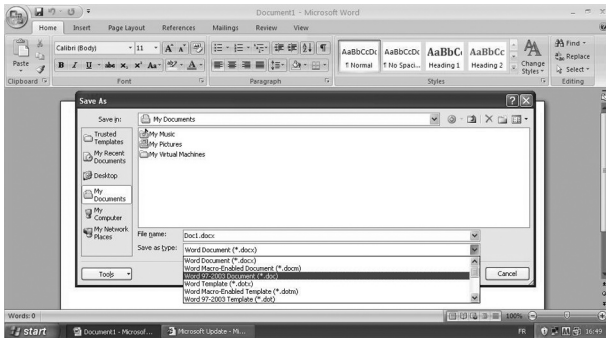 Document1 - Microsoft Word
Home Insert Page Layout References Mailings Review View
Calibri (Body) 11 Find
Paste AaBbCcDc AaBbCcDc AaBbC AaBbCc Change Styles Replace
¶ Normal ¶ No Spaci... Heading 1 Heading 2 Select
Clipboard Font Paragraph Styles Editing
Save As
Save in: My Documents
Trusted Templates
My Recent Documents
Desktop
My Documents
My Computer
My Network Places
My Music
My Pictures
My Virtual Machines
File name: Doc1.docx
Save as type: Word Document (*.docx)
Word Document (*.docx)
Word Macro-Enabled Document (*.docm)
Word 97-2003 Document (*.doc)
Word Template (*.dotx)
Word Macro-Enabled Template (*.dotm)
Word 97-2003 Template (*.dot)
Tools Cancel
Words: 0 100%
start Document1 - Microsof... Microsoft Update - Mi... FR 16:49